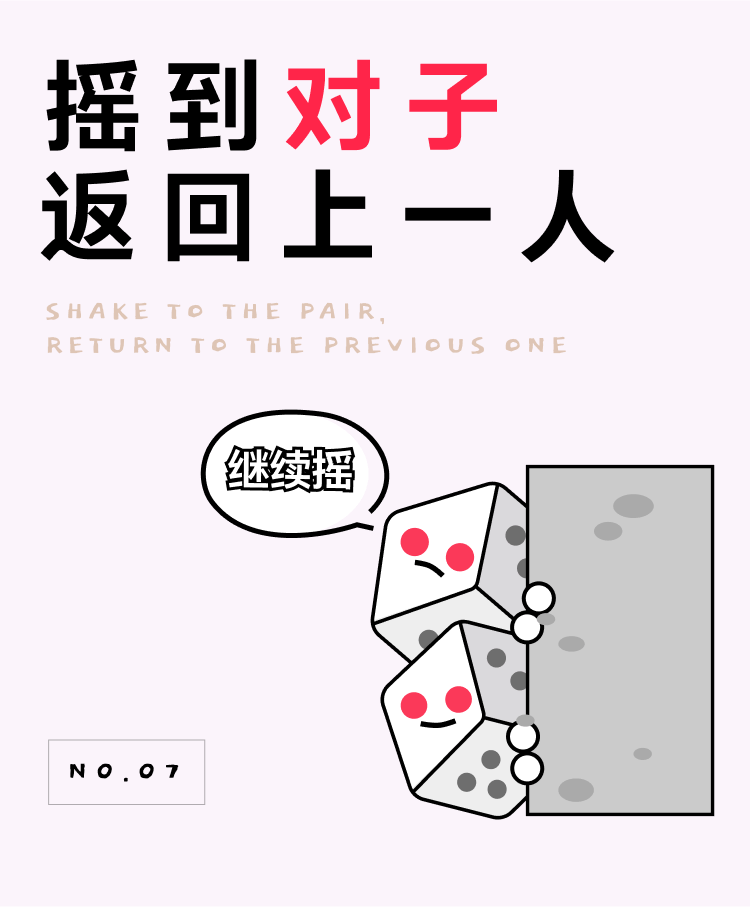 摇到对子
返回上一人
SHAKE TO THE PAIR,
RETURN TO THE PREVIOUS ONE
继续摇
NO.07